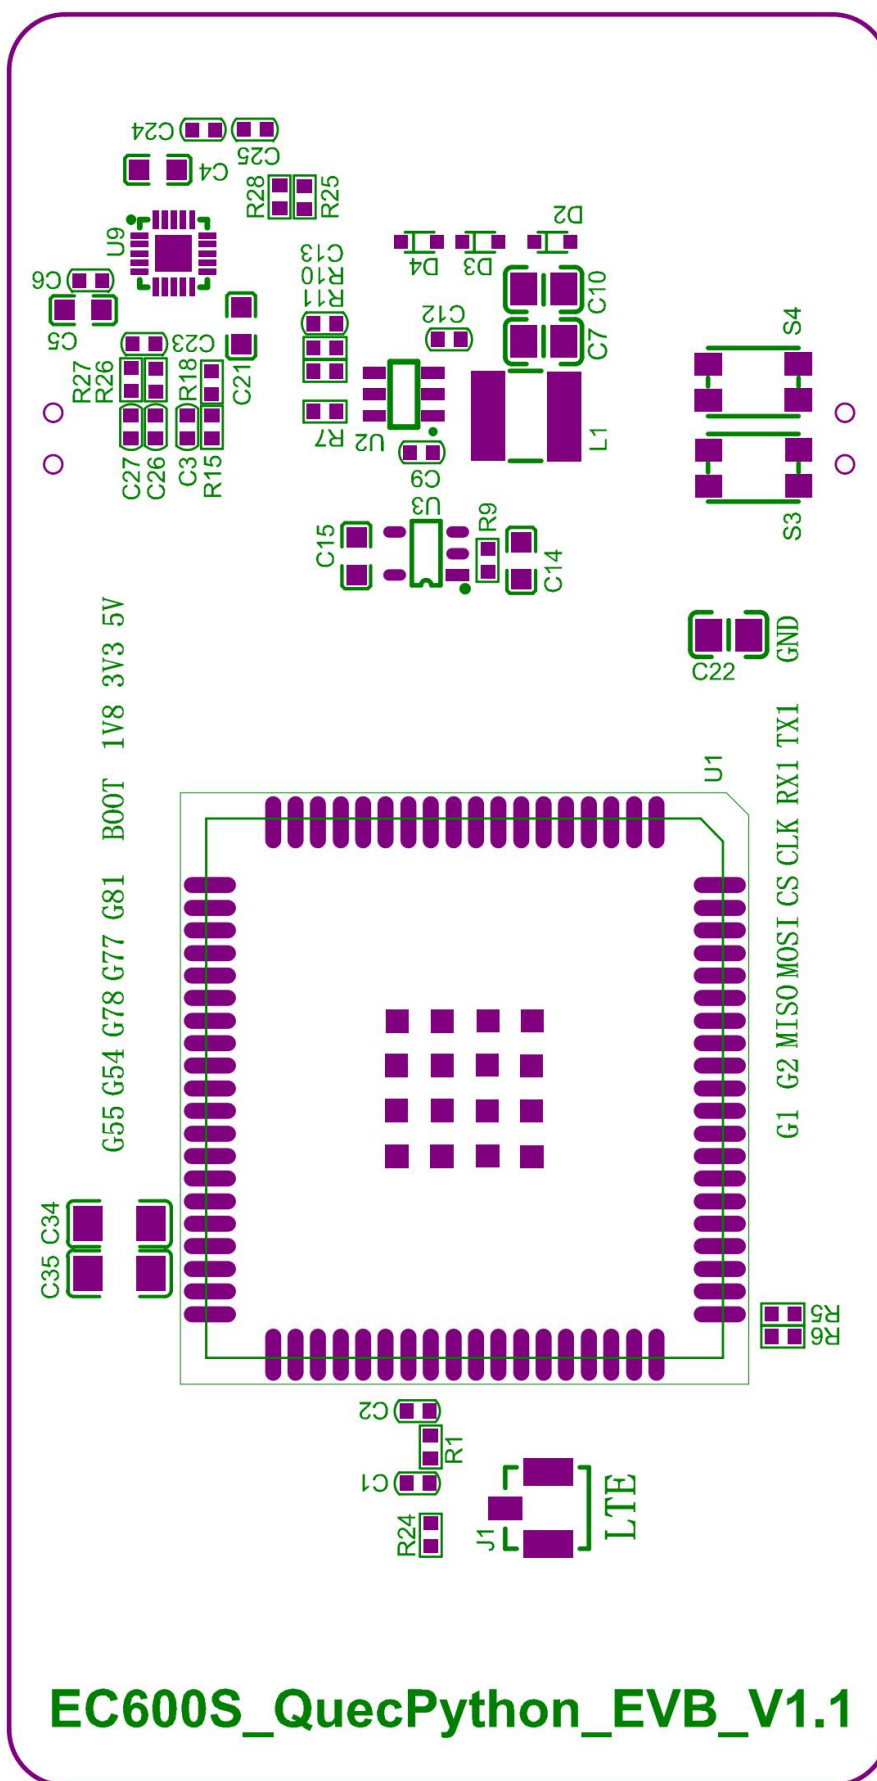 C24
C25
C4
R28
R25
U9
D2
D4
D3
C13
R10
R11
C6
C10
C5
C12
C7
S4
C23
C21
R27
R26
R18
R7
U2
L1
C27
C26
C3
R15
C9
U3
R9
S3
C15
C14
5V
3V3
1V8
BOOT
G81
G77
G78
G54
G55
C22
GND
U1
TX1
RX1
CLK
CS
MOSI
MISO
G2
G1
C34
C35
R5
R6
C2
R1
C1
R24
J1
LTE
EC600S_QuecPython_EVB_V1.1